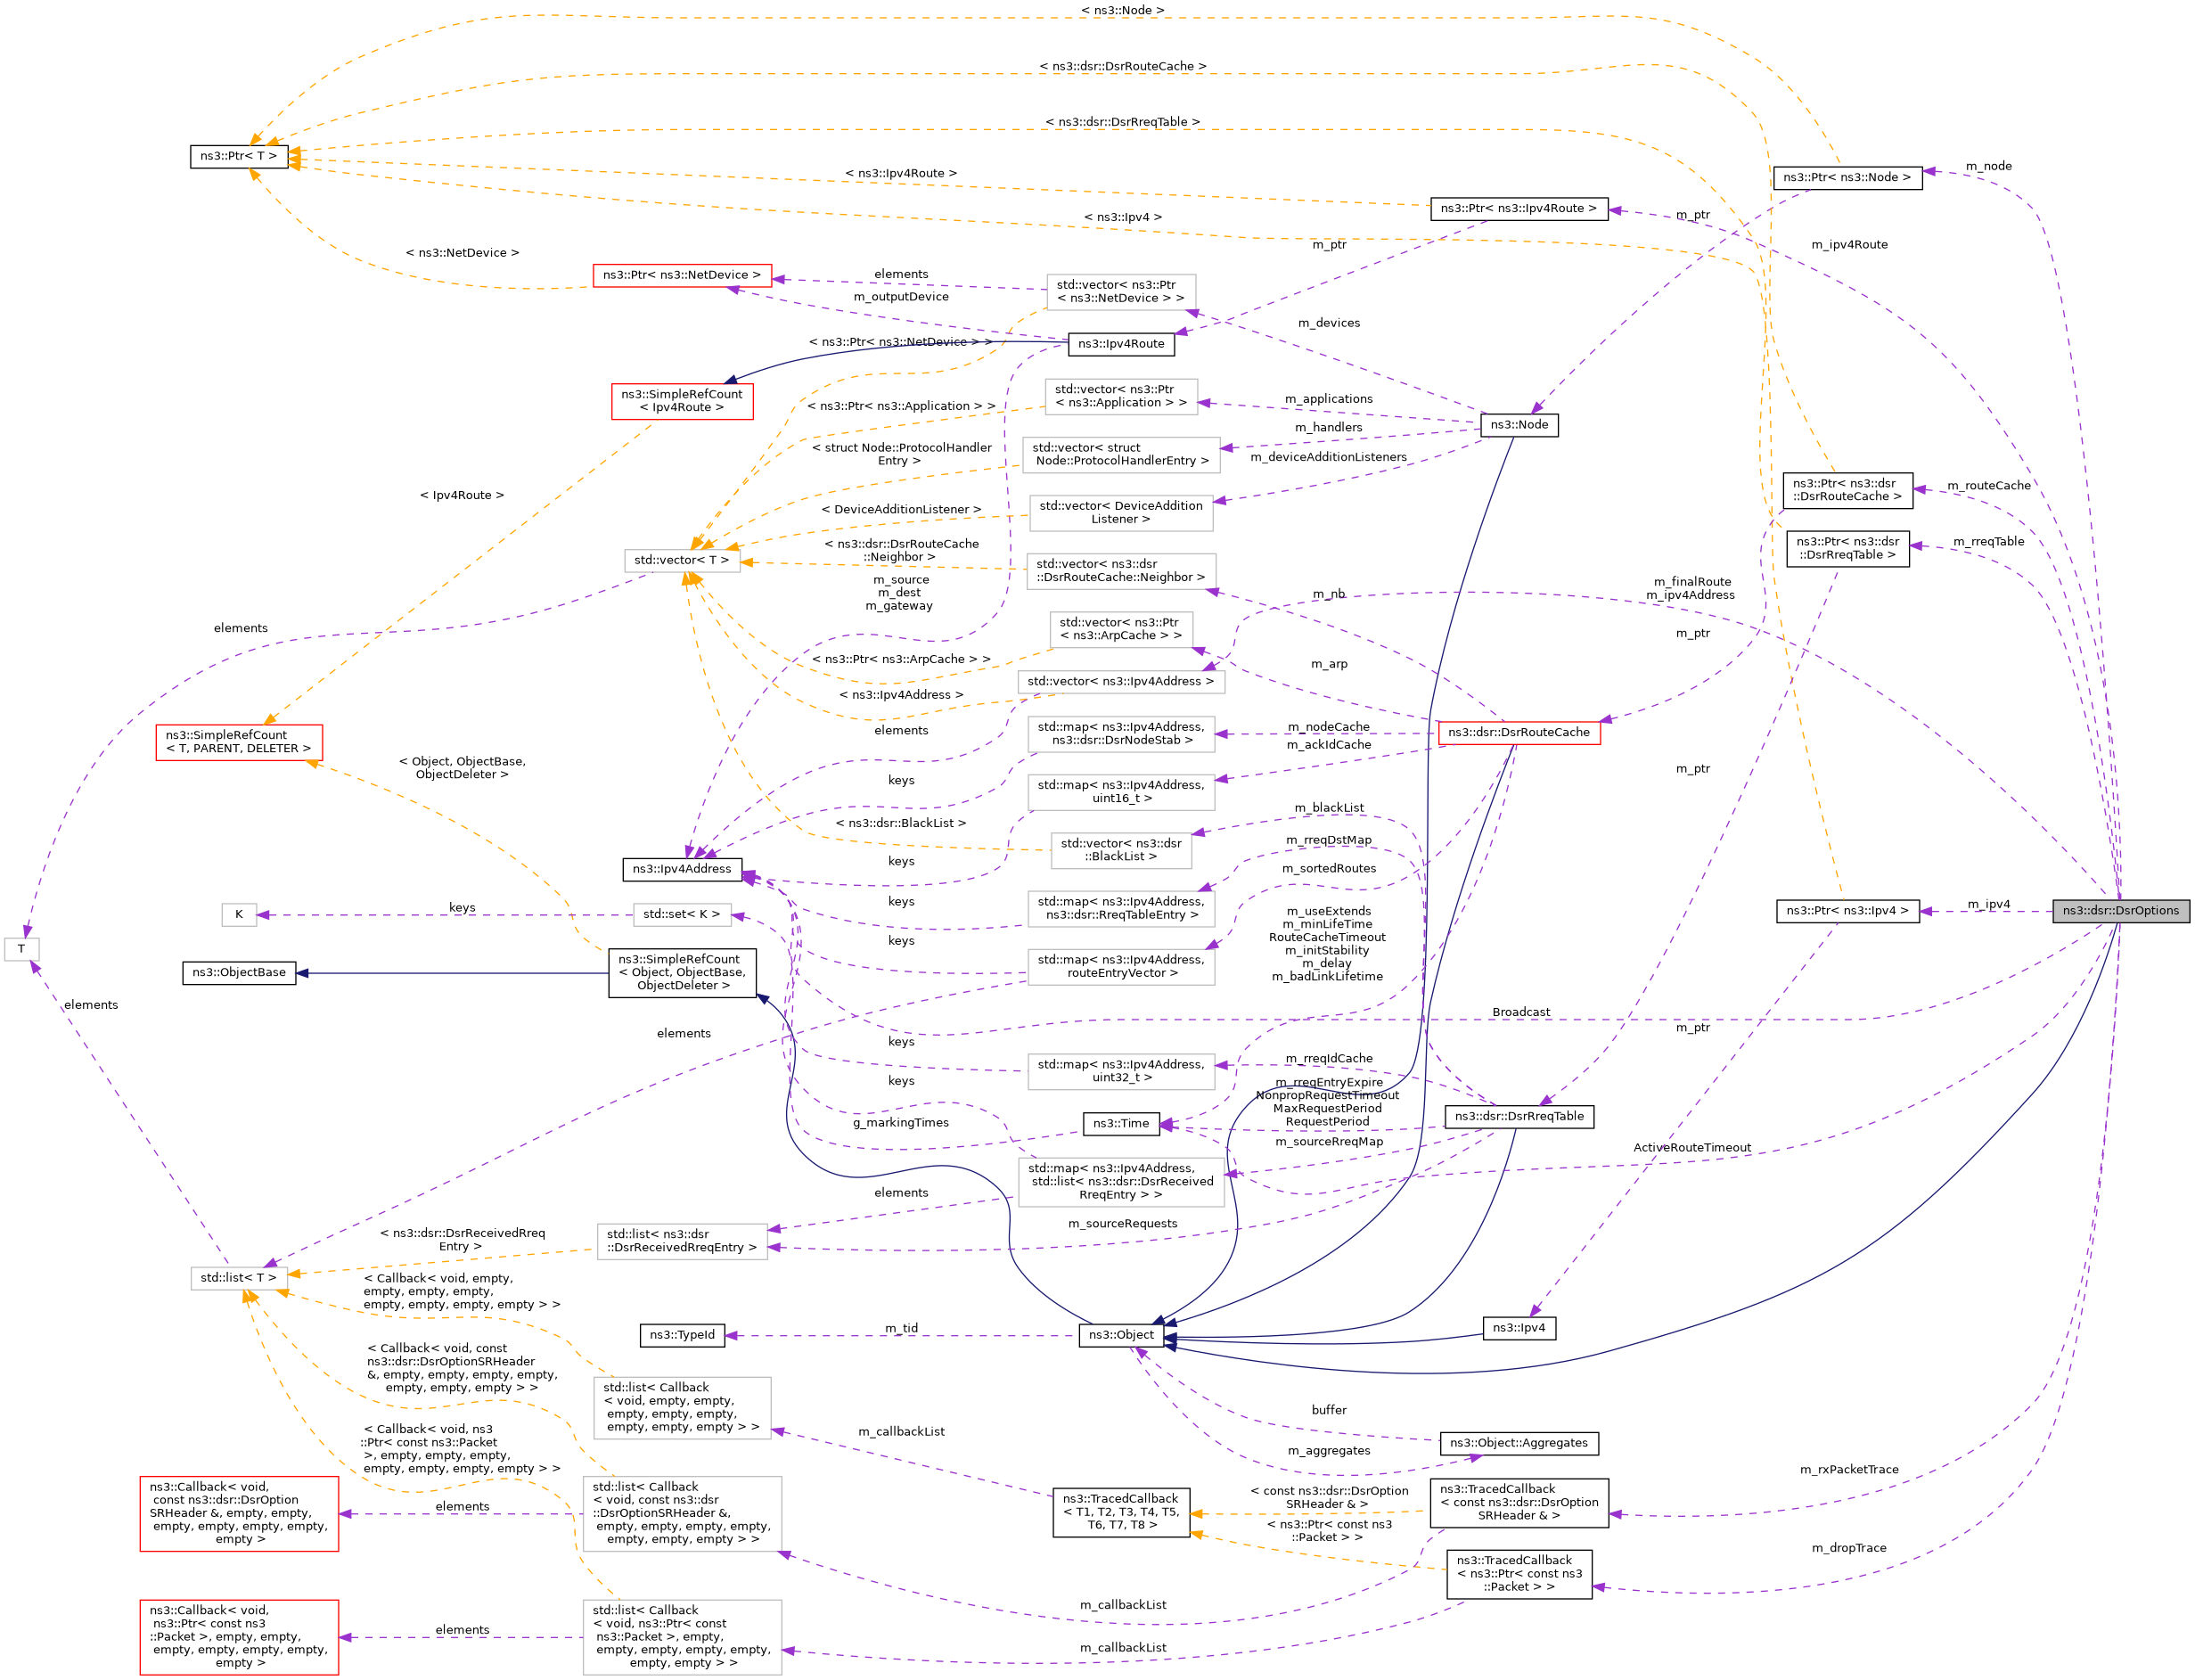 < ns3::Node >
< ns3::dsr::DsrRouteCache >
< ns3::dsr::DsrRreqTable >
ns3::Ptr< T >
m_node
< ns3::Ipv4Route >
ns3::Ptr< ns3::Node >
ns3::Ptr< ns3::Ipv4Route >
m_ptr
< ns3::Ipv4 >
m_ptr
m_ipv4Route
< ns3::NetDevice >
ns3::Ptr< ns3::NetDevice >
elements
std::vector< ns3::Ptr
< ns3::NetDevice > >
m_outputDevice
m_devices
< ns3::Ptr< ns3::NetDevice > >
ns3::Ipv4Route
ns3::SimpleRefCount
< Ipv4Route >
< ns3::Ptr< ns3::Application > >
std::vector< ns3::Ptr
< ns3::Application > >
m_applications
ns3::Node
m_handlers
< struct Node::ProtocolHandler
Entry >
std::vector< struct
Node::ProtocolHandlerEntry >
m_deviceAdditionListeners
< Ipv4Route >
ns3::Ptr< ns3::dsr
::DsrRouteCache >
m_routeCache
< DeviceAdditionListener >
std::vector< DeviceAddition
Listener >
ns3::Ptr< ns3::dsr
::DsrRreqTable >
m_rreqTable
std::vector< T >
< ns3::dsr::DsrRouteCache
::Neighbor >
std::vector< ns3::dsr
::DsrRouteCache::Neighbor >
m_source
m_dest
m_gateway
m_nb
m_finalRoute
m_ipv4Address
elements
std::vector< ns3::Ptr
< ns3::ArpCache > >
m_ptr
< ns3::Ptr< ns3::ArpCache > >
m_arp
std::vector< ns3::Ipv4Address >
< ns3::Ipv4Address >
ns3::SimpleRefCount
< T, PARENT, DELETER >
elements
std::map< ns3::Ipv4Address,
ns3::dsr::DsrNodeStab >
m_nodeCache
ns3::dsr::DsrRouteCache
m_ackIdCache
< Object, ObjectBase,
ObjectDeleter >
keys
std::map< ns3::Ipv4Address,
uint16_t >
m_ptr
< ns3::dsr::BlackList >
m_blackList
std::vector< ns3::dsr
::BlackList >
m_rreqDstMap
keys
m_sortedRoutes
ns3::Ipv4Address
keys
std::map< ns3::Ipv4Address,
ns3::dsr::RreqTableEntry >
K
keys
std::set< K >
ns3::Ptr< ns3::Ipv4 >
m_ipv4
ns3::dsr::DsrOptions
T
m_useExtends
m_minLifeTime
RouteCacheTimeout
m_initStability
m_delay
m_badLinkLifetime
keys
std::map< ns3::Ipv4Address,
routeEntryVector >
ns3::ObjectBase
ns3::SimpleRefCount
< Object, ObjectBase,
ObjectDeleter >
elements
elements
Broadcast
m_ptr
keys
std::map< ns3::Ipv4Address,
uint32_t >
m_rreqIdCache
keys
m_rreqEntryExpire
NonpropRequestTimeout
MaxRequestPeriod
RequestPeriod
ns3::dsr::DsrRreqTable
g_markingTimes
ns3::Time
m_sourceRreqMap
ActiveRouteTimeout
std::map< ns3::Ipv4Address,
std::list< ns3::dsr::DsrReceived
RreqEntry > >
elements
m_sourceRequests
< ns3::dsr::DsrReceivedRreq
Entry >
std::list< ns3::dsr
::DsrReceivedRreqEntry >
std::list< T >
< Callback< void, empty,
empty, empty, empty,
empty, empty, empty, empty > >
ns3::TypeId
m_tid
ns3::Object
ns3::Ipv4
< Callback< void, const
ns3::dsr::DsrOptionSRHeader
&, empty, empty, empty, empty,
empty, empty, empty > >
std::list< Callback
< void, empty, empty,
empty, empty, empty,
empty, empty, empty > >
buffer
m_callbackList
m_aggregates
ns3::Object::Aggregates
< Callback< void, ns3
::Ptr< const ns3::Packet
>, empty, empty, empty,
empty, empty, empty, empty > >
m_rxPacketTrace
ns3::Callback< void,
const ns3::dsr::DsrOption
SRHeader &, empty, empty,
empty, empty, empty, empty,
empty >
elements
std::list< Callback
< void, const ns3::dsr
::DsrOptionSRHeader &,
empty, empty, empty, empty,
empty, empty, empty > >
ns3::TracedCallback
< T1, T2, T3, T4, T5,
T6, T7, T8 >
< const ns3::dsr::DsrOption
SRHeader & >
ns3::TracedCallback
< const ns3::dsr::DsrOption
SRHeader & >
< ns3::Ptr< const ns3
::Packet > >
m_dropTrace
ns3::TracedCallback
< ns3::Ptr< const ns3
::Packet > >
m_callbackList
ns3::Callback< void,
ns3::Ptr< const ns3
::Packet >, empty, empty,
empty, empty, empty, empty,
empty >
elements
std::list< Callback
< void, ns3::Ptr< const
ns3::Packet >, empty,
empty, empty, empty, empty,
empty, empty > >
m_callbackList